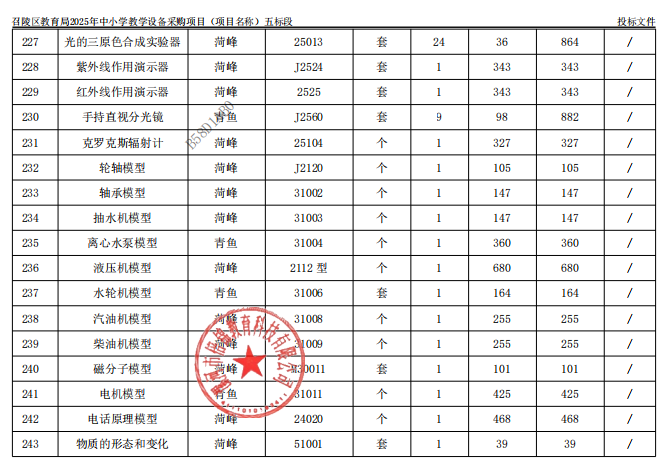 召陵区教育局2025年中小学教学设备采购项目（项目名称）五标段 投标文件
227 光的三原色合成实验器 菏峰 25013 套 24 36 864 /
228 紫外线作用演示器 菏峰 J2524 套 1 343 343 /
229 红外线作用演示器 菏峰 2525 套 1 343 343 /
230 手持直视分光镜 青鱼 J2560 套 9 98 882 /
231 克罗克斯辐射计 菏峰 25104 个 1 327 327 /
232 轮轴模型 菏峰 J2120 个 1 105 105 /
233 轴承模型 菏峰 31002 个 1 147 147 /
234 抽水机模型 菏峰 31003 个 1 147 147 /
235 离心水泵模型 青鱼 31004 个 1 360 360 /
236 液压机模型 菏峰 2112 型 个 1 680 680 /
237 水轮机模型 青鱼 31006 套 1 164 164 /
238 汽油机模型 菏峰 31008 个 1 255 255 /
239 柴油机模型 菏峰 31009 个 1 255 255 /
240 磁分子模型 菏峰 J30011 套 1 101 101 /
241 电机模型 青鱼 31011 个 1 425 425 /
242 电话原理模型 菏峰 24020 个 1 468 468 /
243 物质的形态和变化 菏峰 51001 套 1 39 39 /